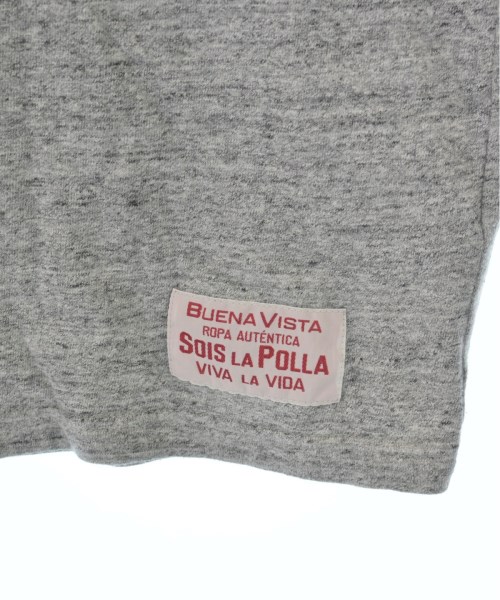 BUENA VISTA
ROPA AUTÉNTICA
SOIS LA POLLA
VIVA LA VIDA